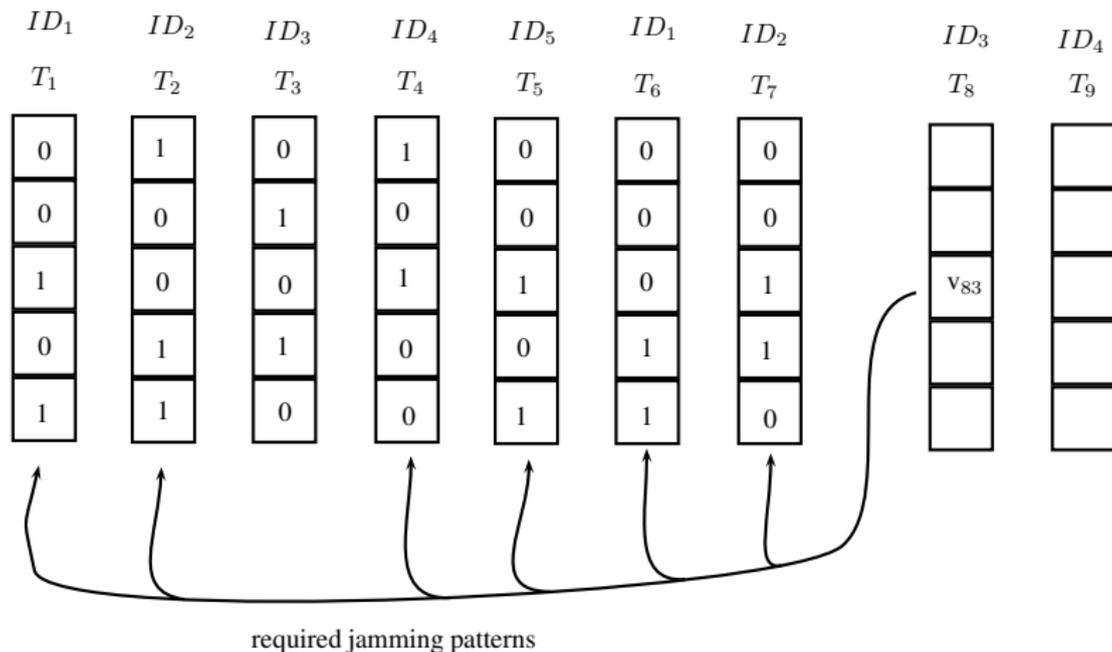 ID₁ ID₂ ID₃ ID₄ ID₅ ID₁ ID₂ ID₃ ID₄
T₁ T₂ T₃ T₄ T₅ T₆ T₇ T₈ T₉
0 1 0 1 0 0 0
0 0 1 0 0 0 0
1 0 0 1 1 0 1 v₈₃
0 1 1 0 0 1 1
1 1 0 0 1 1 0
required jamming patterns